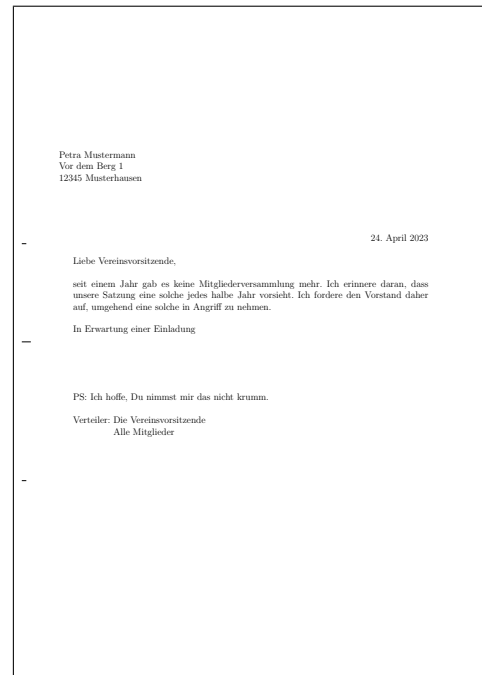 Petra Mustermann
Vor dem Berg 1
12345 Musterhausen
24. April 2023
Liebe Vereinsvorsitzende,
seit einem Jahr gab es keine Mitgliederversammlung mehr. Ich erinnere daran, dass
unsere Satzung eine solche jedes halbe Jahr vorsieht. Ich fordere den Vorstand daher
auf, umgehend eine solche in Angriff zu nehmen.
In Erwartung einer Einladung
PS: Ich hoffe, Du nimmst mir das nicht krumm.
Verteiler: Die Vereinsvorsitzende
Alle Mitglieder